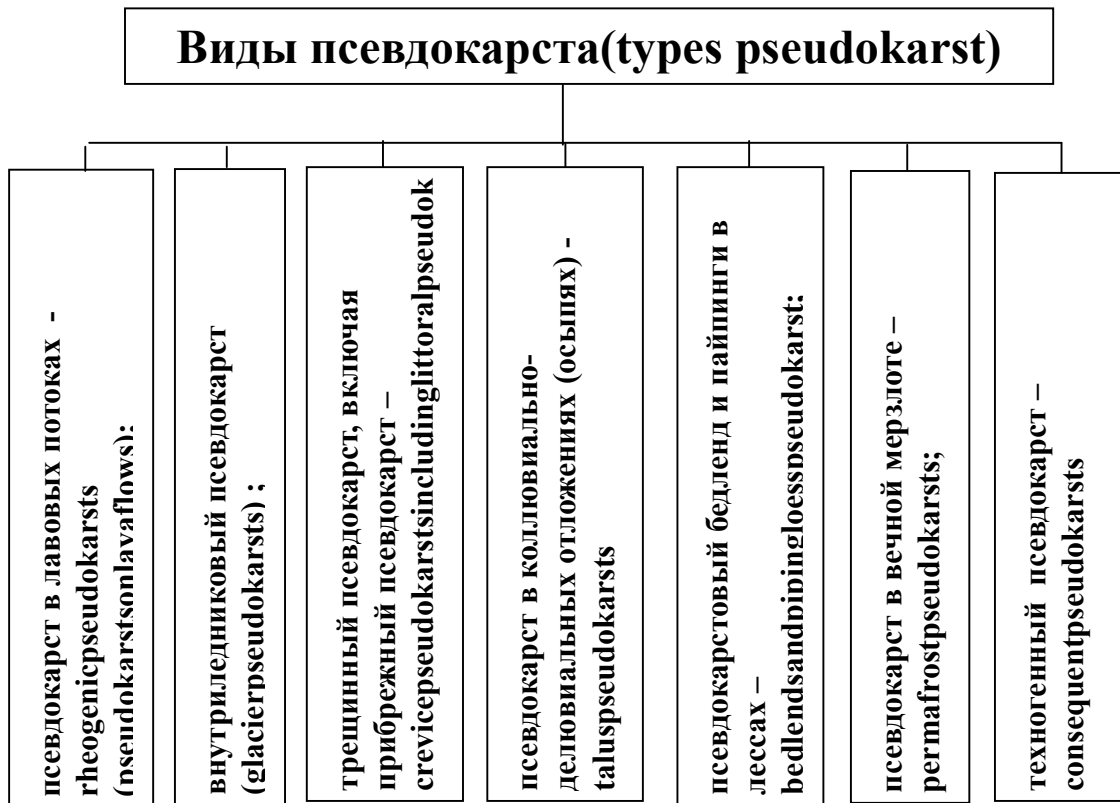 Виды псевдокарста(types pseudokarst)
псевдокарст в лавовых потоках -
rheogenicpseudokarsts
(pseudokarstsonlavaflows);
внутриледниковый псевдокарст
(glacierpseudokarsts) ;
трещинный псевдокарст, включая
прибрежный псевдокарст –
crevicepseudokarstsincludinglittoralpseudok
псевдокарст в коллювиально-
делювиальных отложениях (осыпях) -
taluspseudokarsts
псевдокарстовый бедленд и пайпинги в
лессах –
bedlendsandpipingloesspseudokarst;
псевдокарст в вечной мерзлоте –
permafrostpseudokarsts;
техногенный псевдокарст –
consequentpseudokarsts